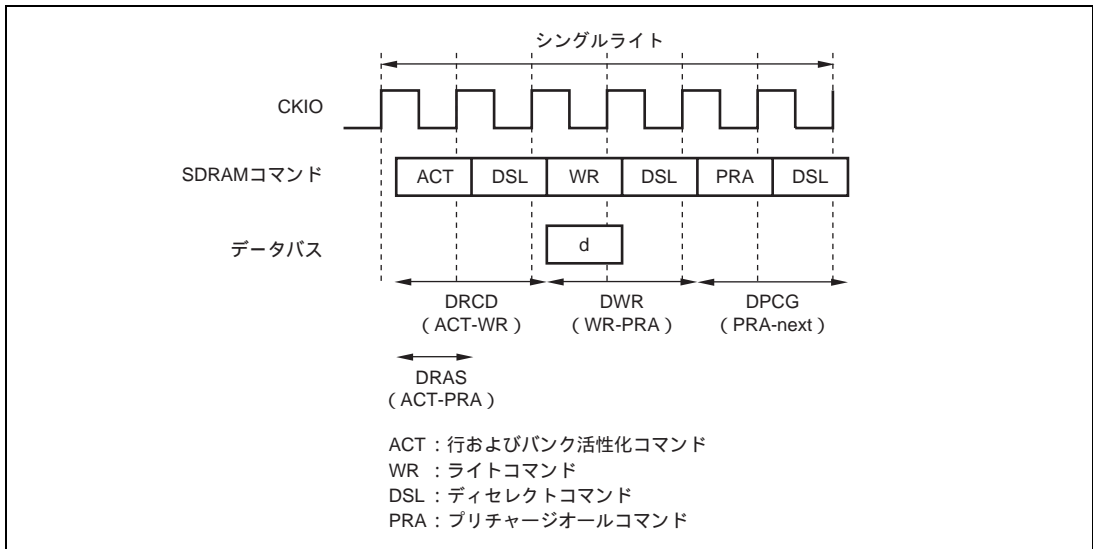 シングルライト
CKIO
SDRAMコマンド
ACT DSL WR DSL PRA DSL
データバス
d
DRCD DWR DPCG
(ACT-WR) (WR-PRA) (PRA-next)
DRAS
(ACT-PRA)
ACT：行およびバンク活性化コマンド
WR ：ライトコマンド
DSL：ディセレクトコマンド
PRA：プリチャージオールコマンド